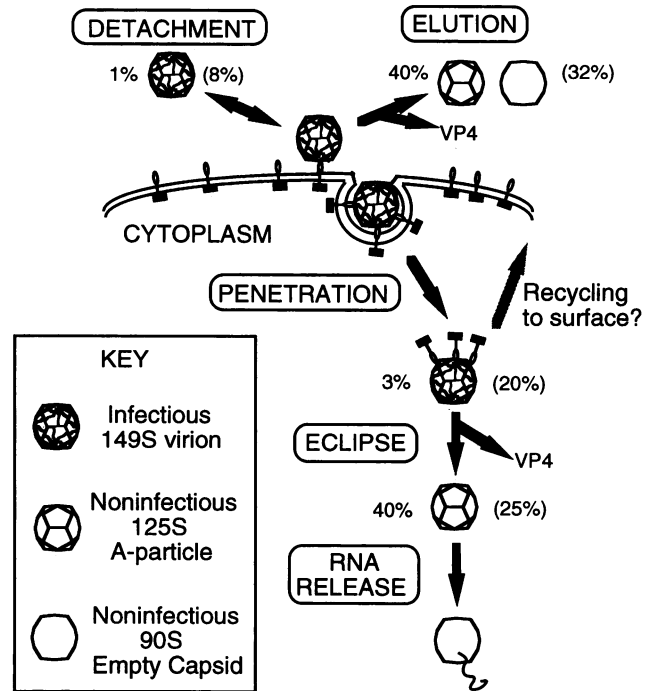 DETACHMENT
1%
(8%)
ELUTION
40%
(32%)
VP4
CYTOPLASM
PENETRATION
Recycling
to surface?
3%
(20%)
ECLIPSE
VP4
40%
(25%)
RNA
RELEASE
KEY
Infectious
149S virion
Noninfectious
125S
A-particle
Noninfectious
90S
Empty Capsid